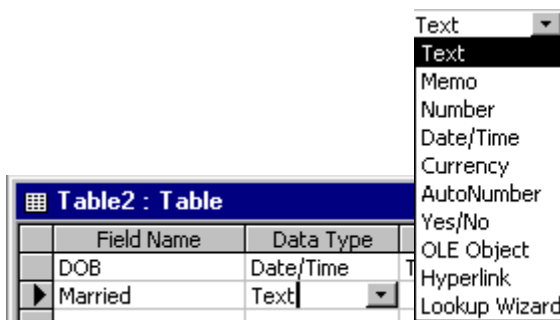 Text
Text
Memo
Number
Date/Time
Currency
AutoNumber
Yes/No
OLE Object
Hyperlink
Lookup Wizard
Table2 : Table
Field Name Data Type
DOB Date/Time T
Married Text